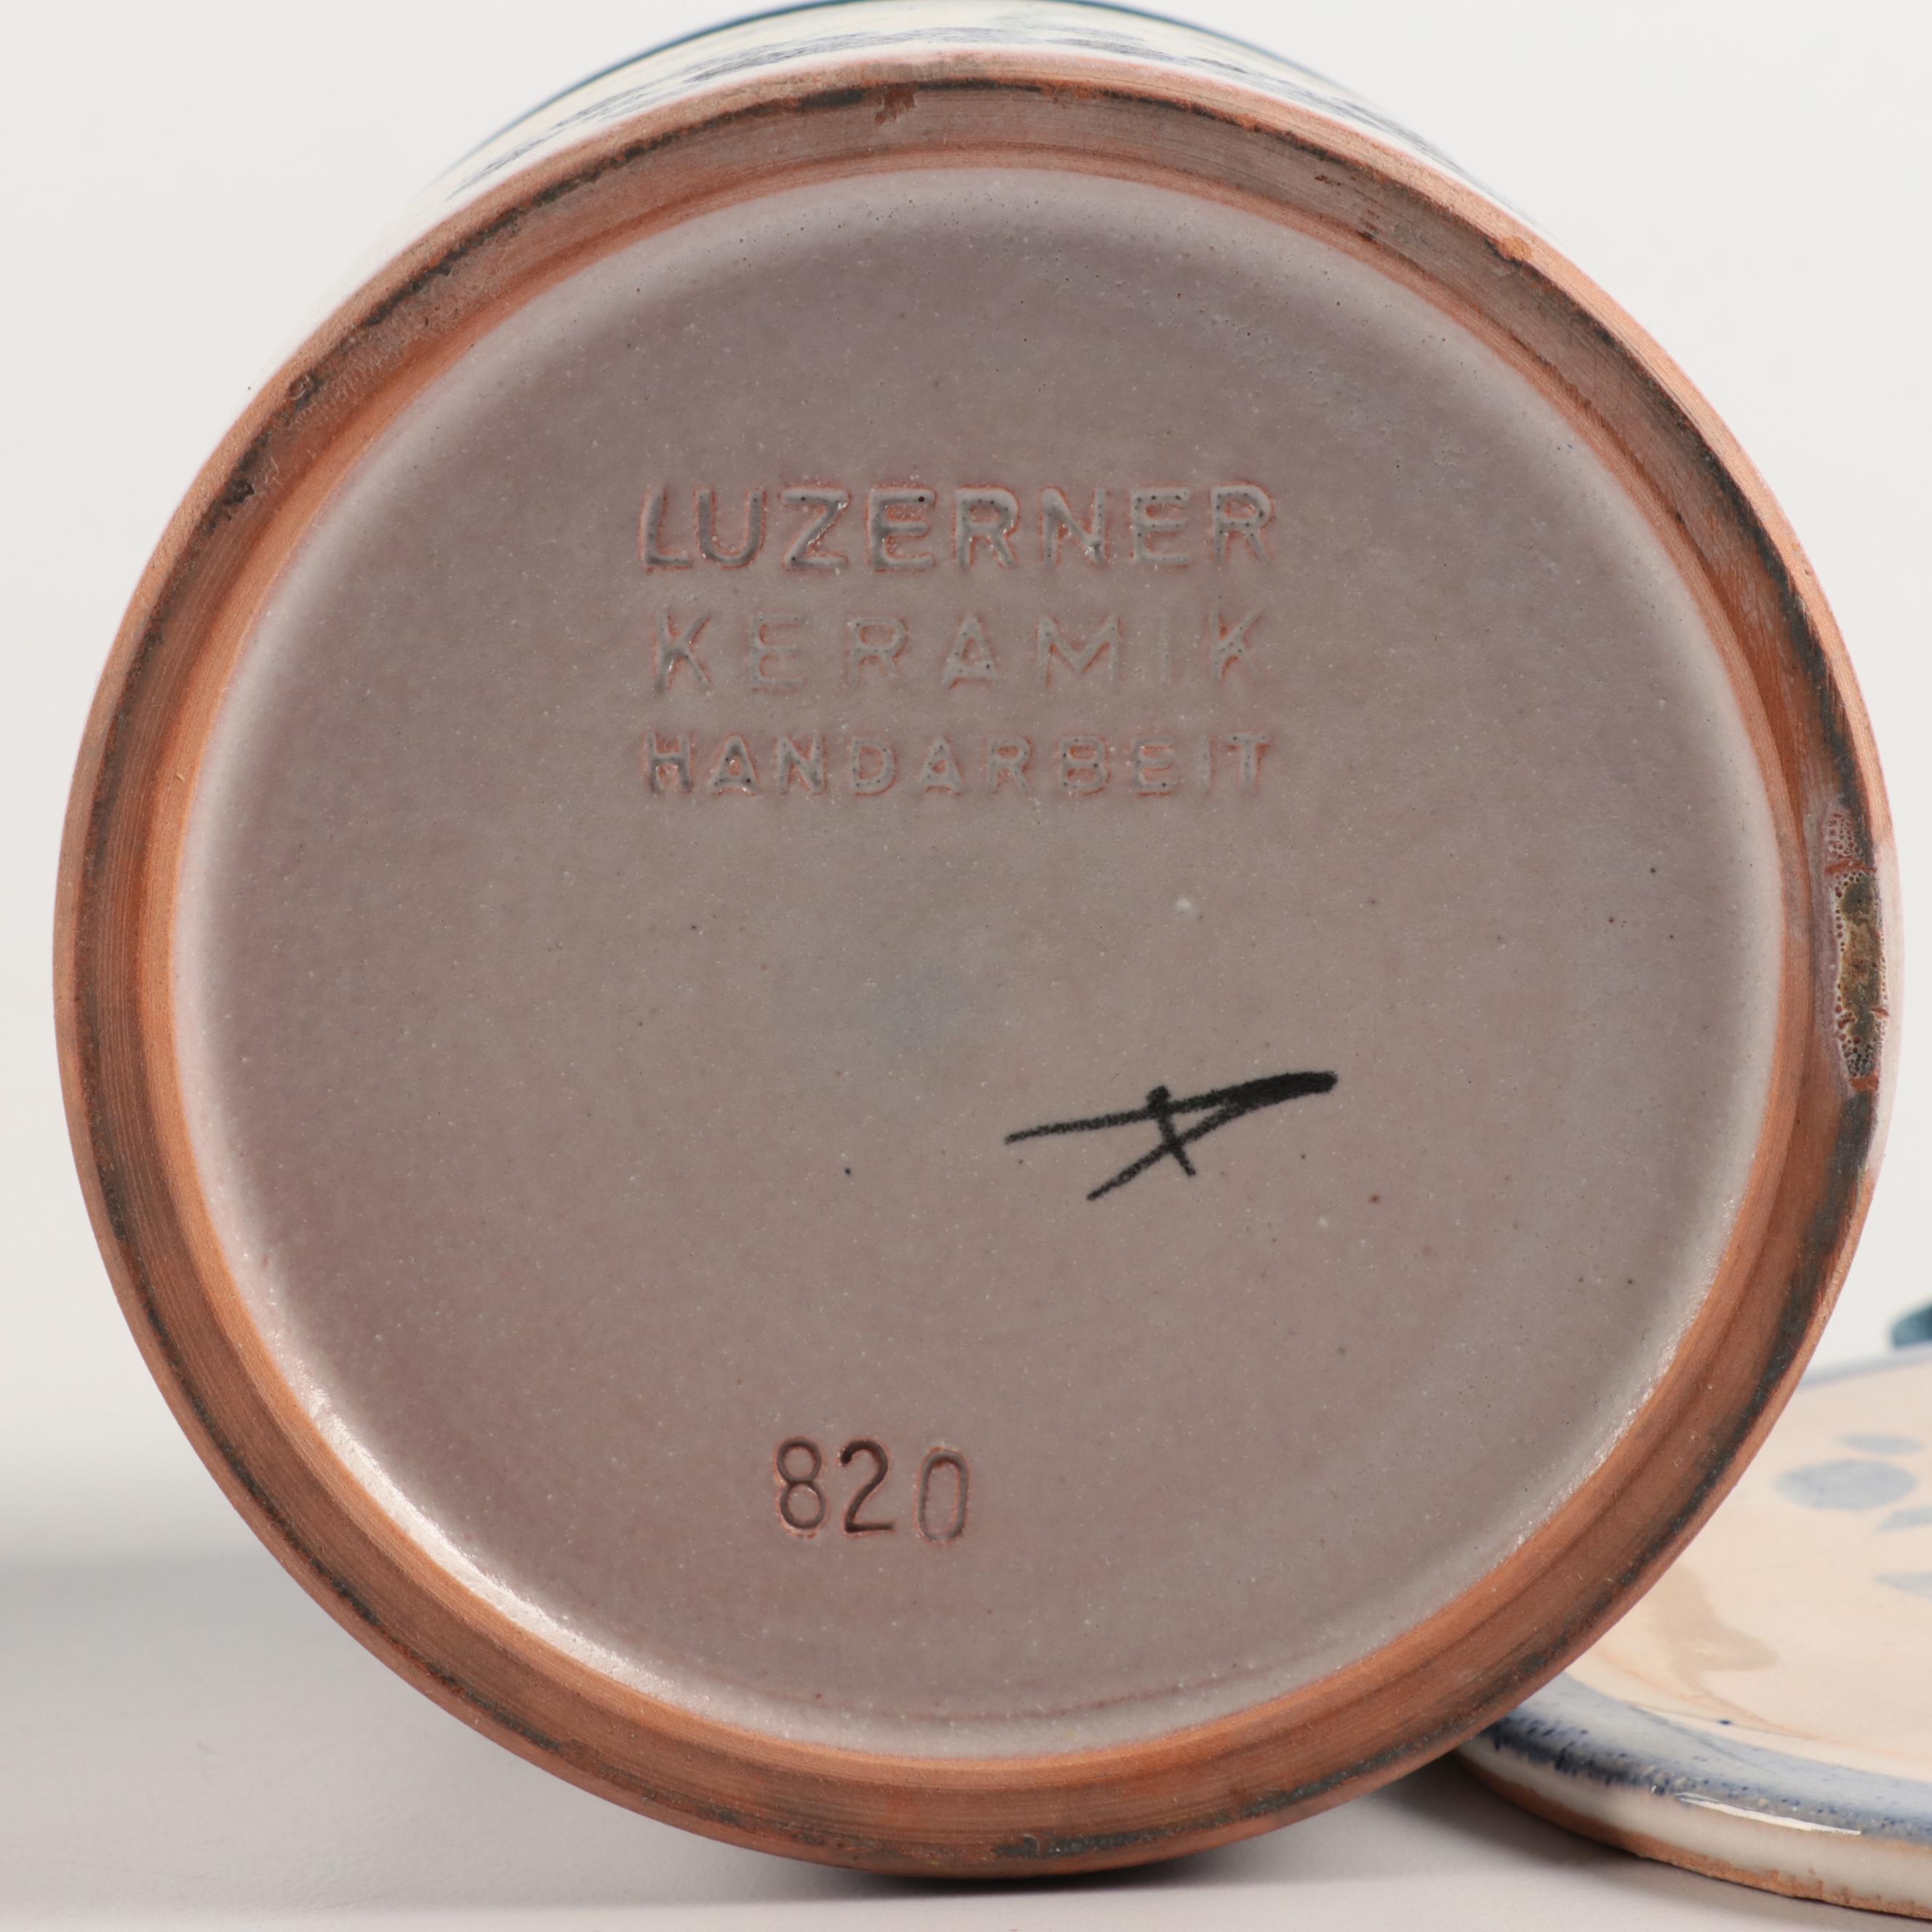 LUZERNER
KERAMIK
HANDARBEIT
820